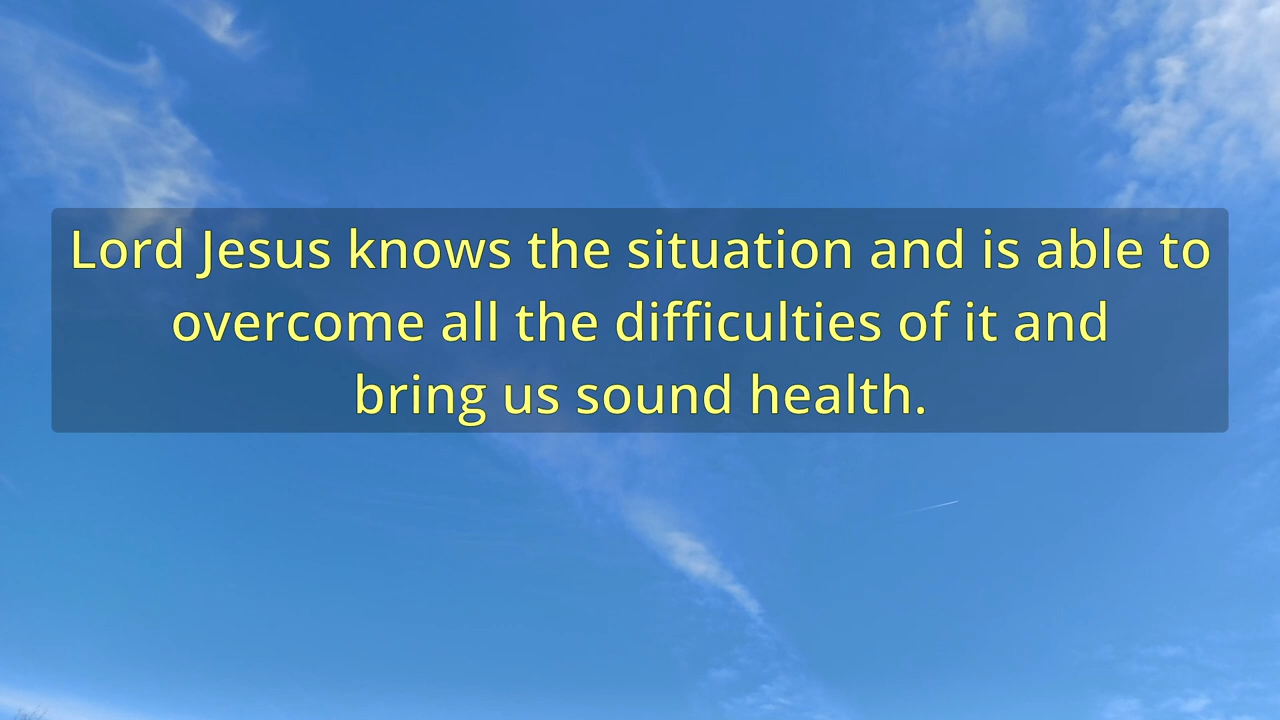 Lord Jesus knows the situation and is able to
overcome all the difficulties of it and
bring us sound health.